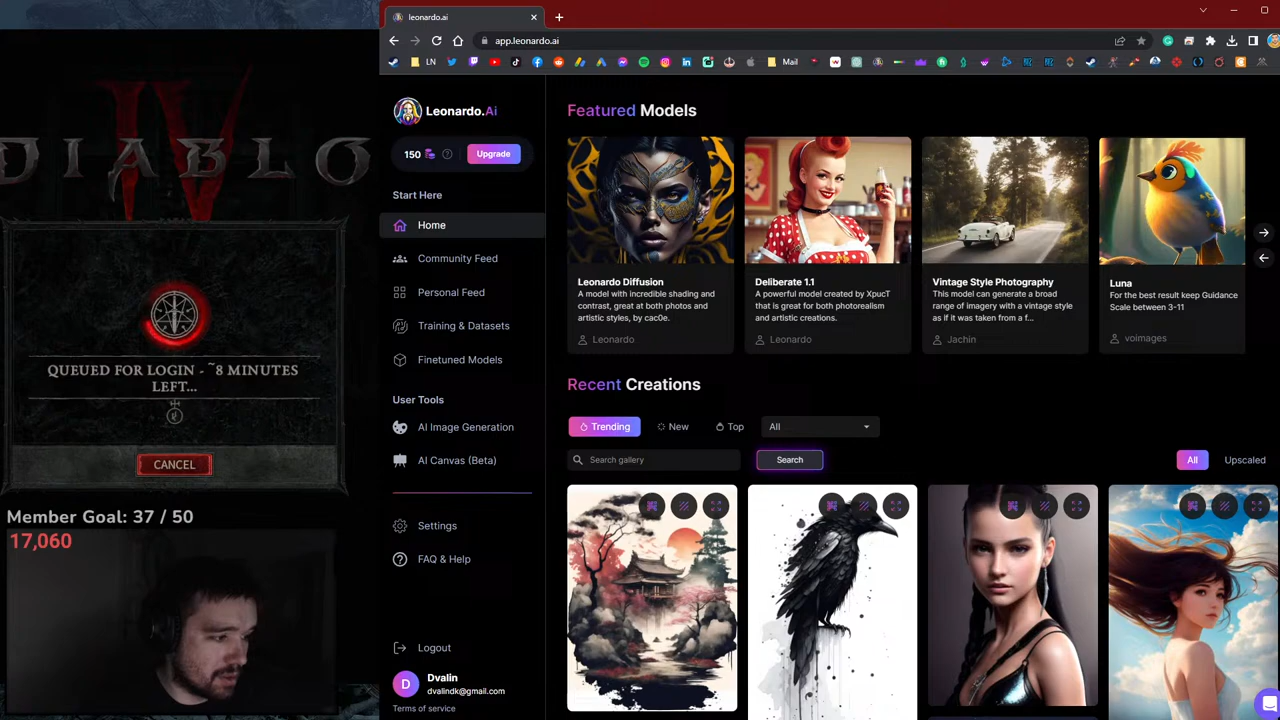 DIABLO
IV
QUEUED FOR LOGIN - ~8 MINUTES
LEFT...
CANCEL
Member Goal: 37 / 50
17,060
leonardo.ai
app.leonardo.ai
LN
Mail
Leonardo.Ai
150
Upgrade
Start Here
Home
Community Feed
Personal Feed
Training & Datasets
Finetuned Models
User Tools
AI Image Generation
AI Canvas (Beta)
Settings
FAQ & Help
Logout
D
Dvalin
dvalindk@gmail.com
Terms of service
Featured Models
Leonardo Diffusion
A model with incredible shading and
contrast, great at both photos and
artistic styles, by cac0e.
Leonardo
Deliberate 1.1
A powerful model created by XpucT
that is great for both photorealism
and artistic creations.
Leonardo
Vintage Style Photography
This model can generate a broad
range of imagery with a vintage style
as if it was taken from a f...
Jachin
Luna
For the best result keep Guidance
Scale between 3-11
voimages
Recent Creations
Trending
New
Top
All
Search gallery
Search
All
Upscaled